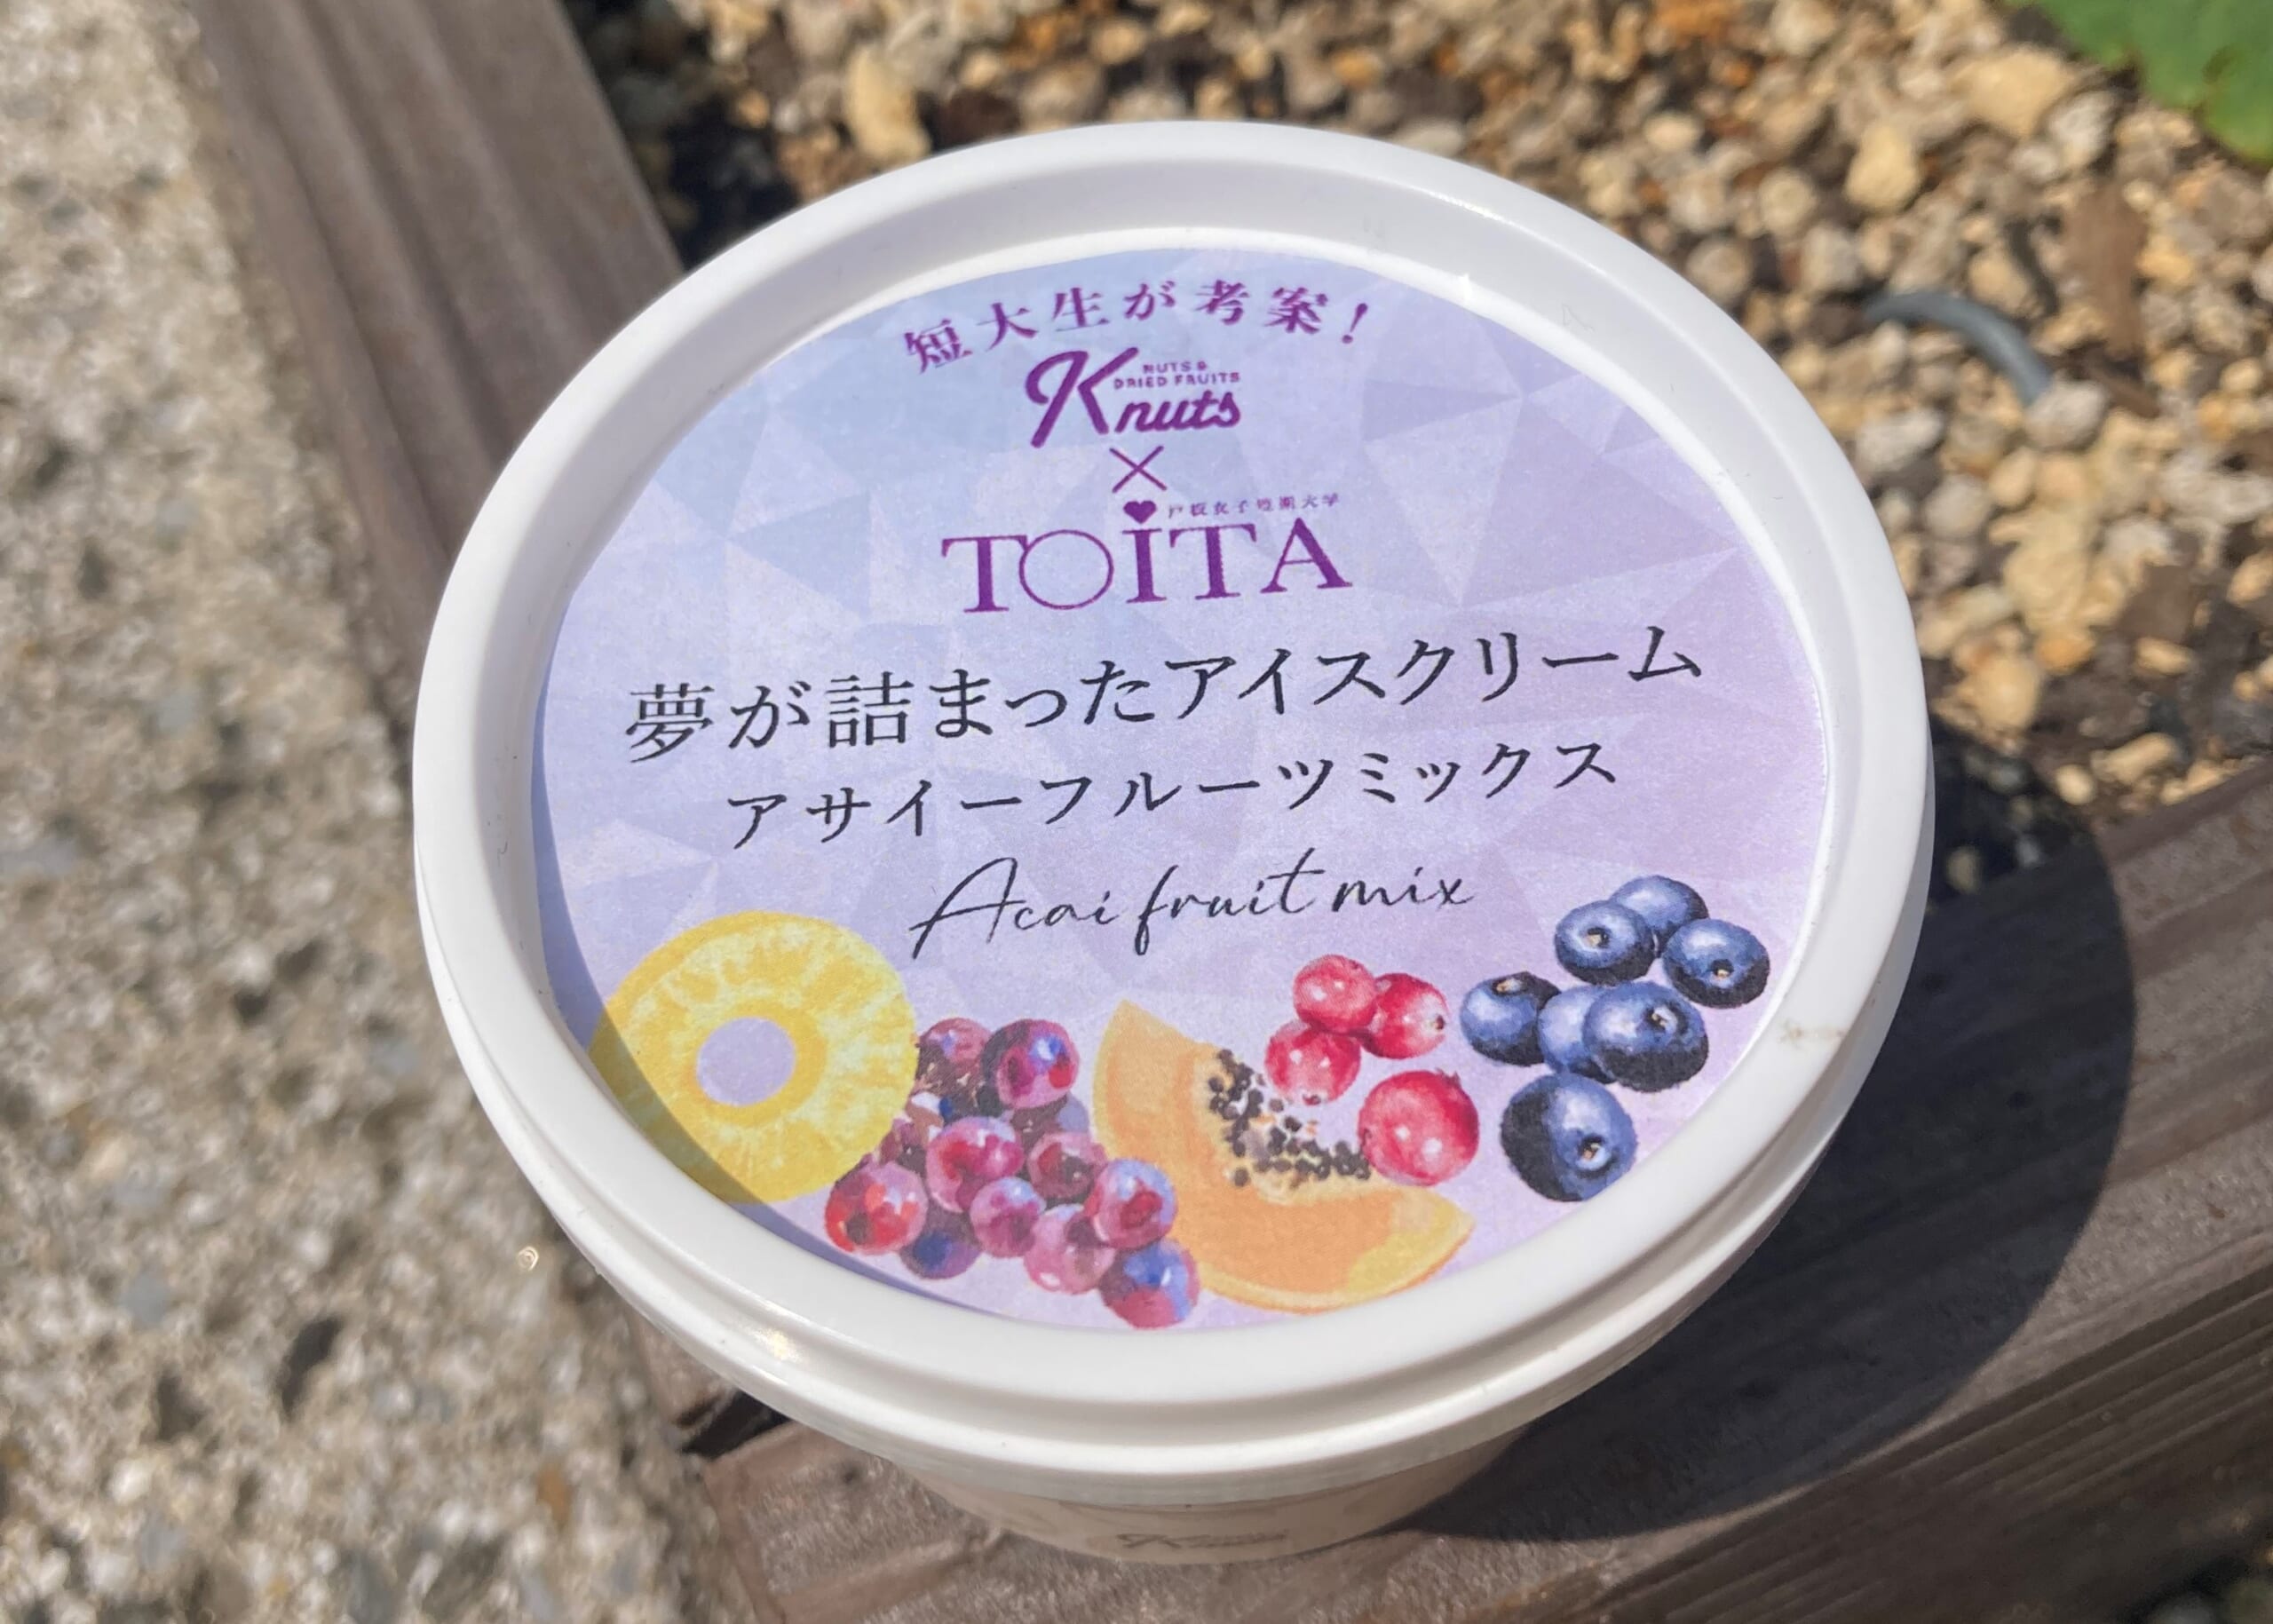 短大生が考案！
NUTS &
DRIED FRUITS
Knuts
×
戸板女子短期大学
TOiTA
夢が詰まったアイスクリーム
アサイーフルーツミックス
Acai fruit mix